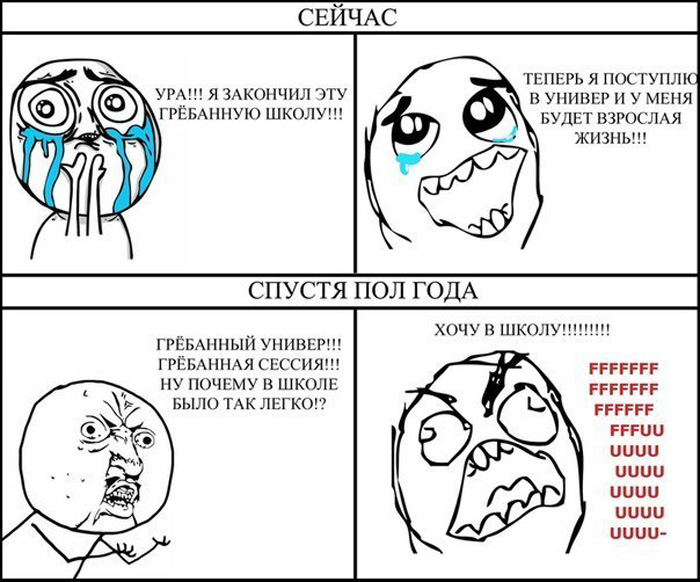 СЕЙЧАС
УРА!!! Я ЗАКОНЧИЛ ЭТУ
ГРЁБАННУЮ ШКОЛУ!!!
ТЕПЕРЬ Я ПОСТУПЛЮ
В УНИВЕР И У МЕНЯ
БУДЕТ ВЗРОСЛАЯ
ЖИЗНЬ!!!
СПУСТЯ ПОЛ ГОДА
ГРЁБАННЫЙ УНИВЕР!!!
ГРЁБАННАЯ СЕССИЯ!!!
НУ ПОЧЕМУ В ШКОЛЕ
БЫЛО ТАК ЛЕГКО!?
ХОЧУ В ШКОЛУ!!!!!!!!!
FFFFFFF
FFFFFFF
FFFFFF
FFFUU
UUUU
UUUU
UUUU
UUUU
UUUU-